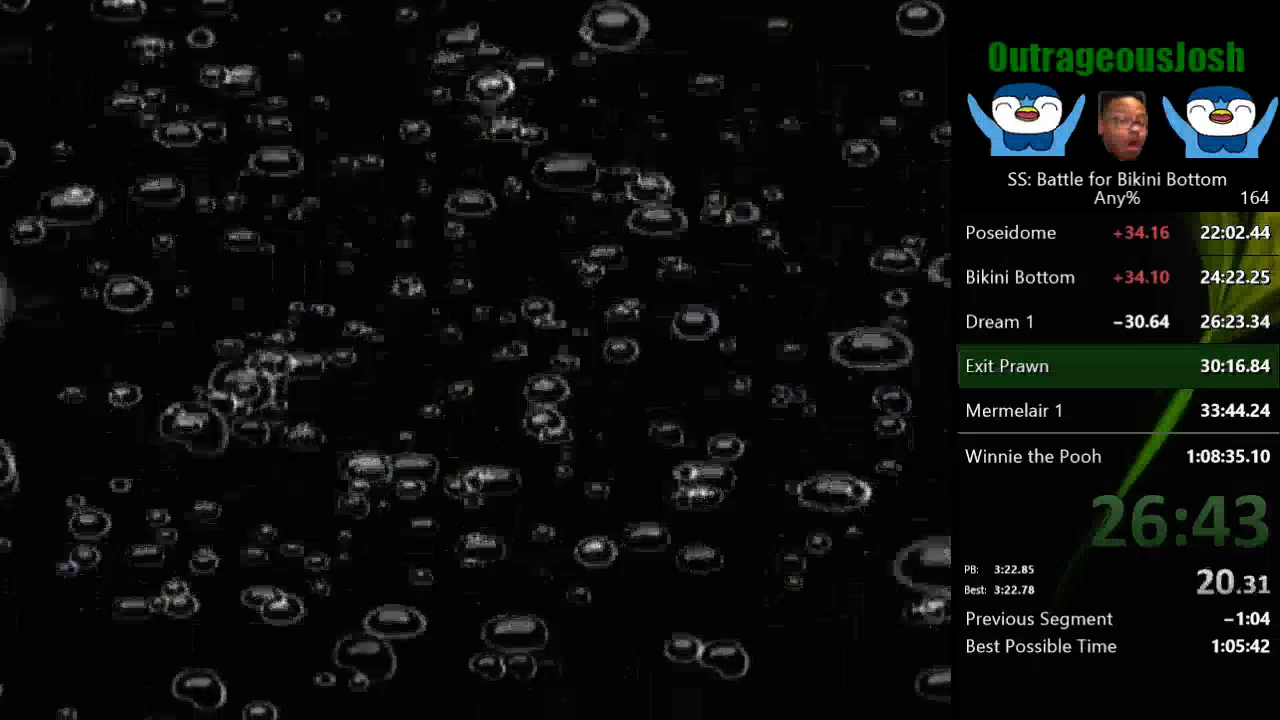 OutrageousJosh
SS: Battle for Bikini Bottom
Any% 164
Poseidome +34.16 22:02.44
Bikini Bottom +34.10 24:22.25
Dream 1 −30.64 26:23.34
Exit Prawn 30:16.84
Mermelair 1 33:44.24
Winnie the Pooh 1:08:35.10
26:43
PB: 3:22.85
Best: 3:22.78
20.31
Previous Segment −1:04
Best Possible Time 1:05:42